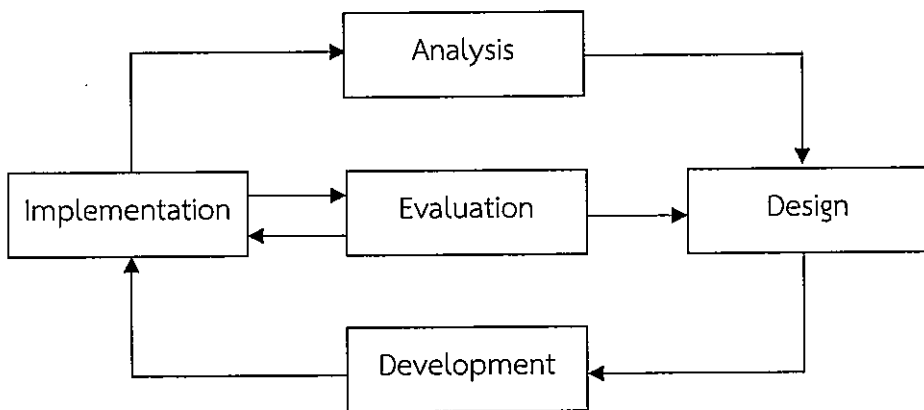 Analysis
Implementation
Evaluation
Design
Development